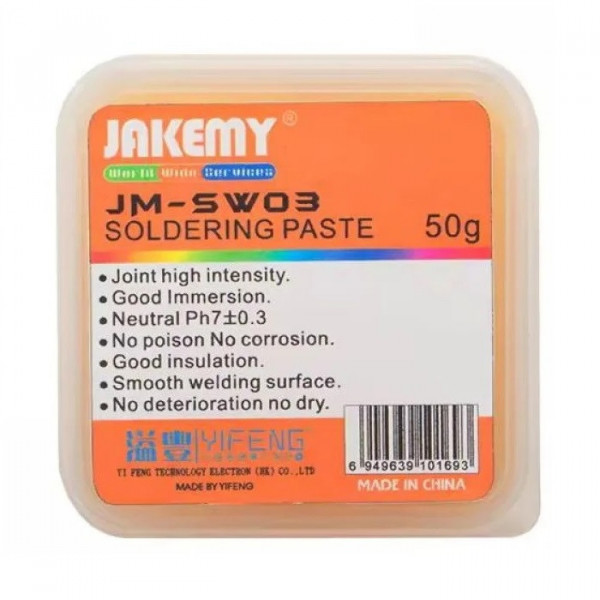 JAKEMY®
World Wide Services
JM-SW03
SOLDERING PASTE 50g
• Joint high intensity.
• Good Immersion.
• Neutral Ph7±0.3
• No poison No corrosion.
• Good insulation.
• Smooth welding surface.
• No deterioration no dry.
溢豐 YIFENG
YI FENG TECHNOLOGY ELECTRON (HK) CO.,LTD
MADE BY YIFENG
6 949639 101693
MADE IN CHINA